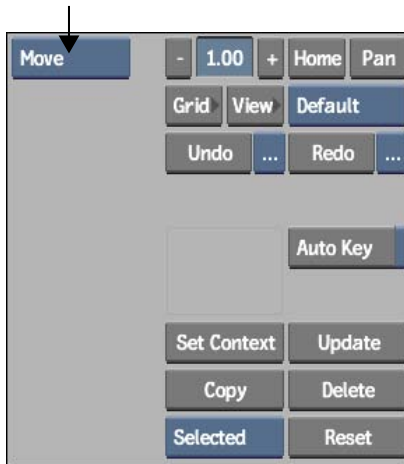 Move - 1.00 + Home Pan
Grid View Default
Undo ... Redo ...
Auto Key
Set Context Update
Copy Delete
Selected Reset